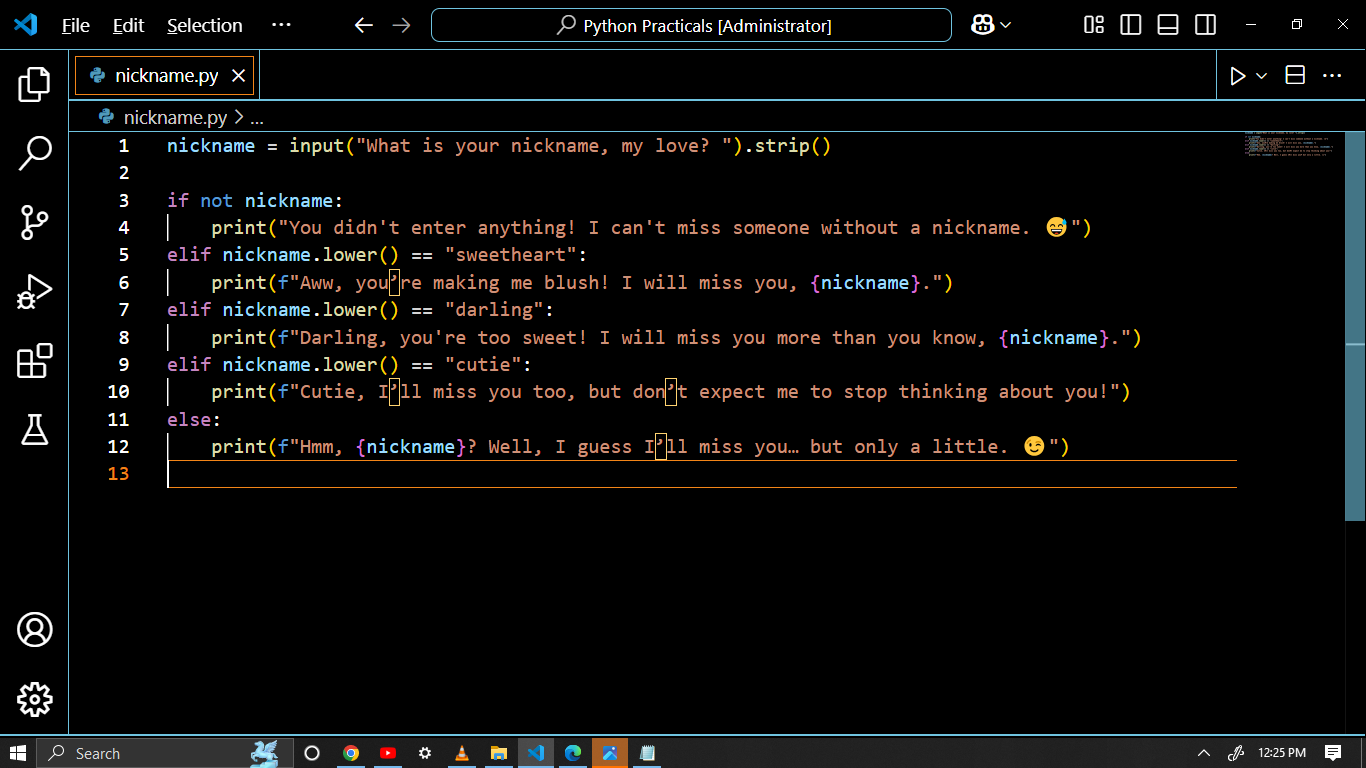 File Edit Selection ··· Python Practicals [Administrator]
nickname.py
nickname.py > ...
1 nickname = input("What is your nickname, my love? ").strip()
2
3 if not nickname:
4     print("You didn't enter anything! I can't miss someone without a nickname. 😅")
5 elif nickname.lower() == "sweetheart":
6     print(f"Aww, you’re making me blush! I will miss you, {nickname}.")
7 elif nickname.lower() == "darling":
8     print(f"Darling, you're too sweet! I will miss you more than you know, {nickname}.")
9 elif nickname.lower() == "cutie":
10     print(f"Cutie, I’ll miss you too, but don’t expect me to stop thinking about you!")
11 else:
12     print(f"Hmm, {nickname}? Well, I guess I’ll miss you… but only a little. 😉")
13
Search
12:25 PM